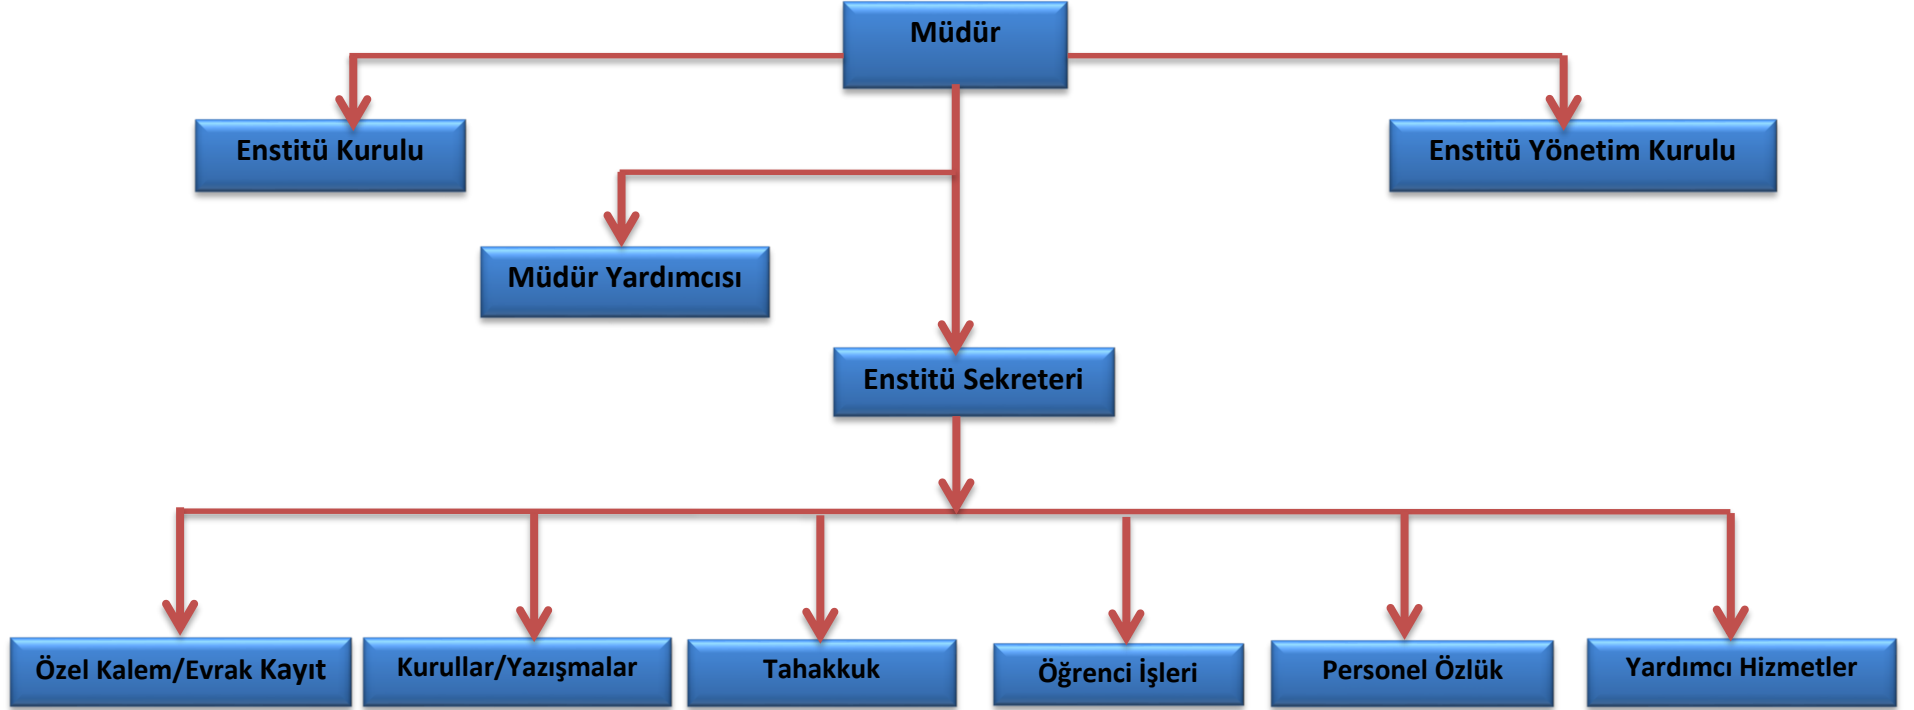 Müdür
Enstitü Kurulu
Enstitü Yönetim Kurulu
Müdür Yardımcısı
Enstitü Sekreteri
Özel Kalem/Evrak Kayıt
Kurullar/Yazışmalar
Tahakkuk
Öğrenci İşleri
Personel Özlük
Yardımcı Hizmetler